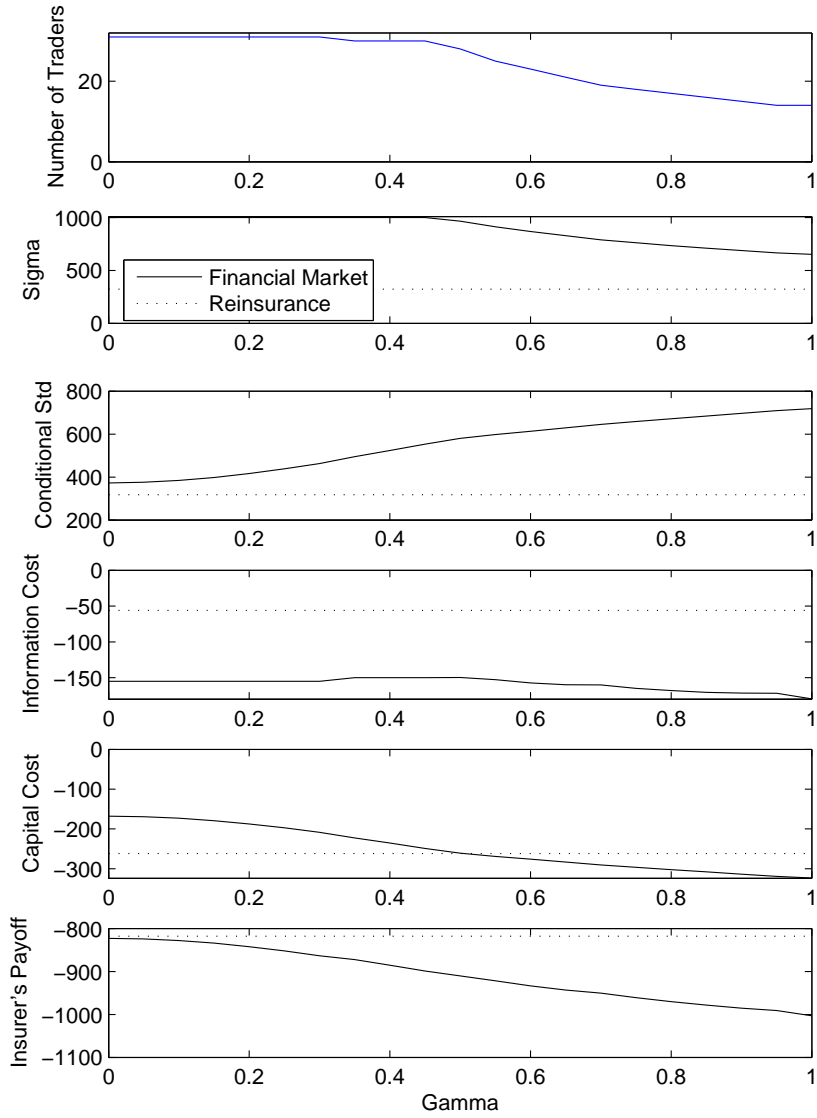 Number of Traders
20
0
0 0.2 0.4 0.6 0.8 1
Sigma
1000
500
0
Financial Market
Reinsurance
0 0.2 0.4 0.6 0.8 1
Conditional Std
800
600
400
200
0 0.2 0.4 0.6 0.8 1
Information Cost
0
−50
−100
−150
0 0.2 0.4 0.6 0.8 1
Capital Cost
0
−100
−200
−300
0 0.2 0.4 0.6 0.8 1
Insurer's Payoff
−800
−900
−1000
−1100
0 0.2 0.4 0.6 0.8 1
Gamma